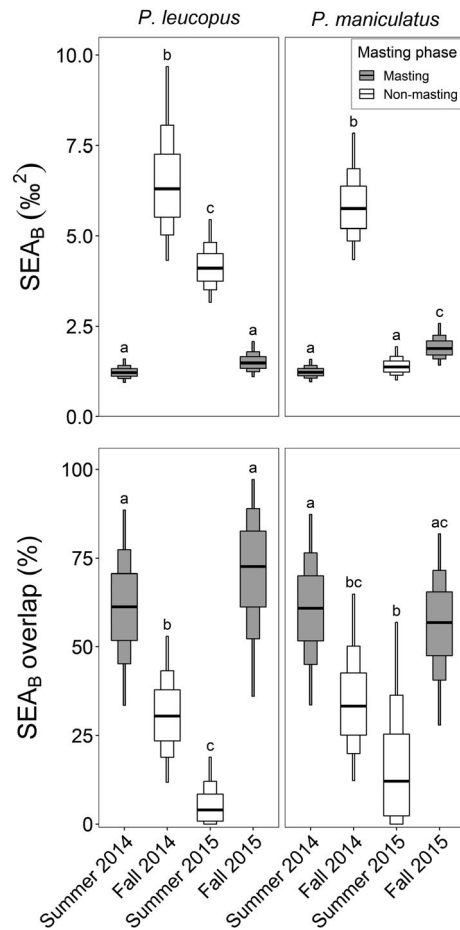 P. leucopus P. maniculatus
Masting phase
Masting
Non-masting
SEA_B (‰²)
10.0
7.5
5.0
2.5
0.0
a b c a
a b a c
SEA_B overlap (%)
100
75
50
25
0
a b c a
a bc b ac
Summer 2014 Fall 2014 Summer 2015 Fall 2015 Summer 2014 Fall 2014 Summer 2015 Fall 2015